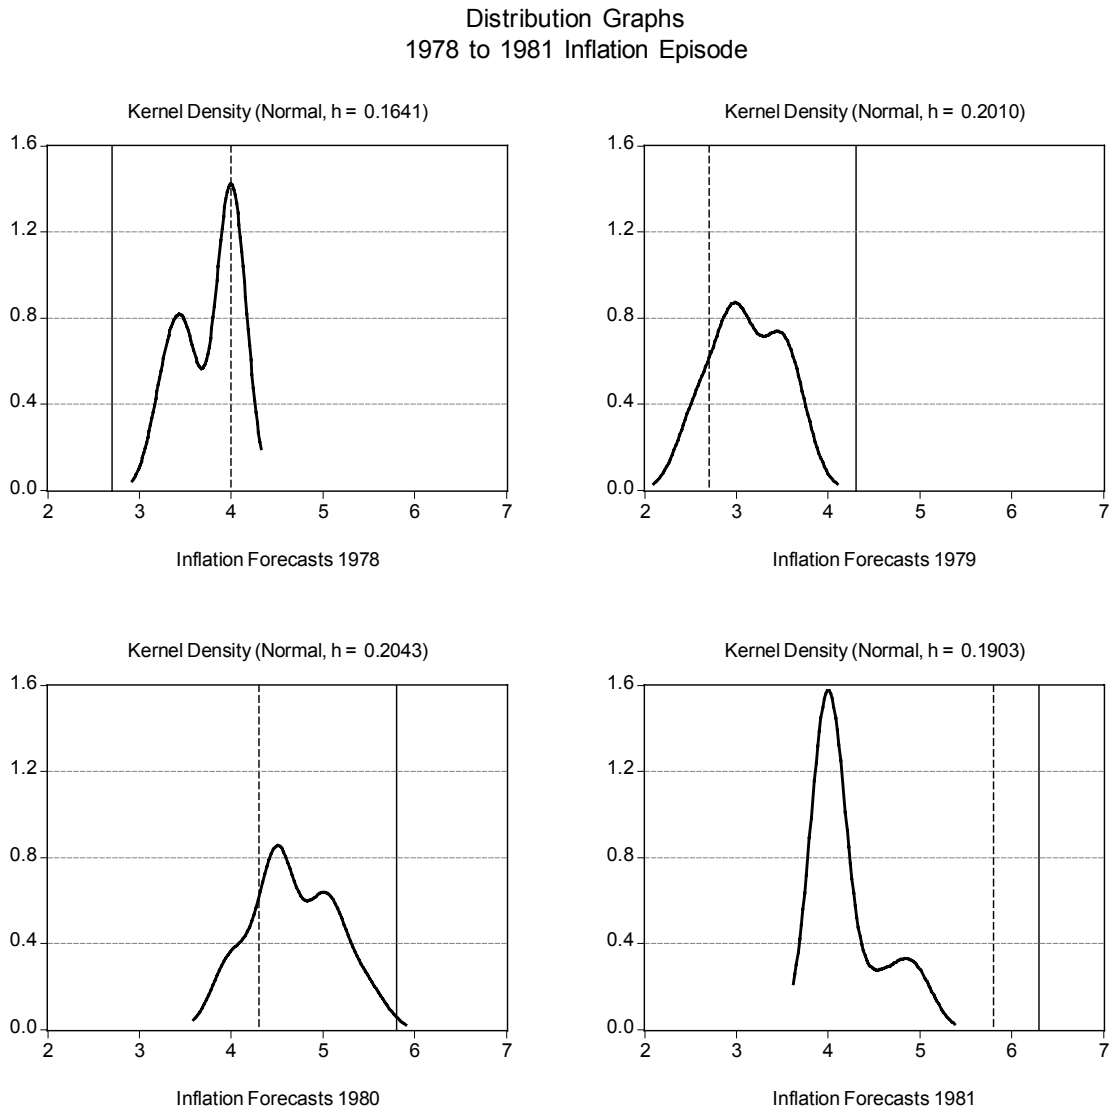 Distribution Graphs
1978 to 1981 Inflation Episode
Kernel Density (Normal, h = 0.1641)
1.6
1.2
0.8
0.4
0.0
2 3 4 5 6 7
Inflation Forecasts 1978
Kernel Density (Normal, h = 0.2010)
1.6
1.2
0.8
0.4
0.0
2 3 4 5 6 7
Inflation Forecasts 1979
Kernel Density (Normal, h = 0.2043)
1.6
1.2
0.8
0.4
0.0
2 3 4 5 6 7
Inflation Forecasts 1980
Kernel Density (Normal, h = 0.1903)
1.6
1.2
0.8
0.4
0.0
2 3 4 5 6 7
Inflation Forecasts 1981